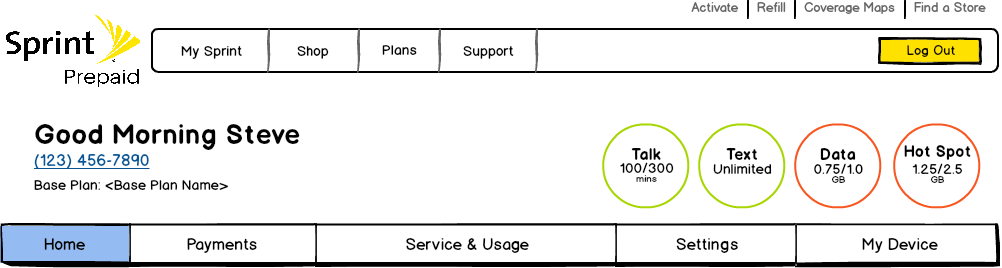 Activate | Refill | Coverage Maps | Find a Store
Sprint
Prepaid
My Sprint
Shop
Plans
Support
Log Out
Good Morning Steve
(123) 456-7890
Base Plan: <Base Plan Name>
Talk
100/300
mins
Text
Unlimited
Data
0.75/1.0
GB
Hot Spot
1.25/2.5
GB
Home
Payments
Service & Usage
Settings
My Device